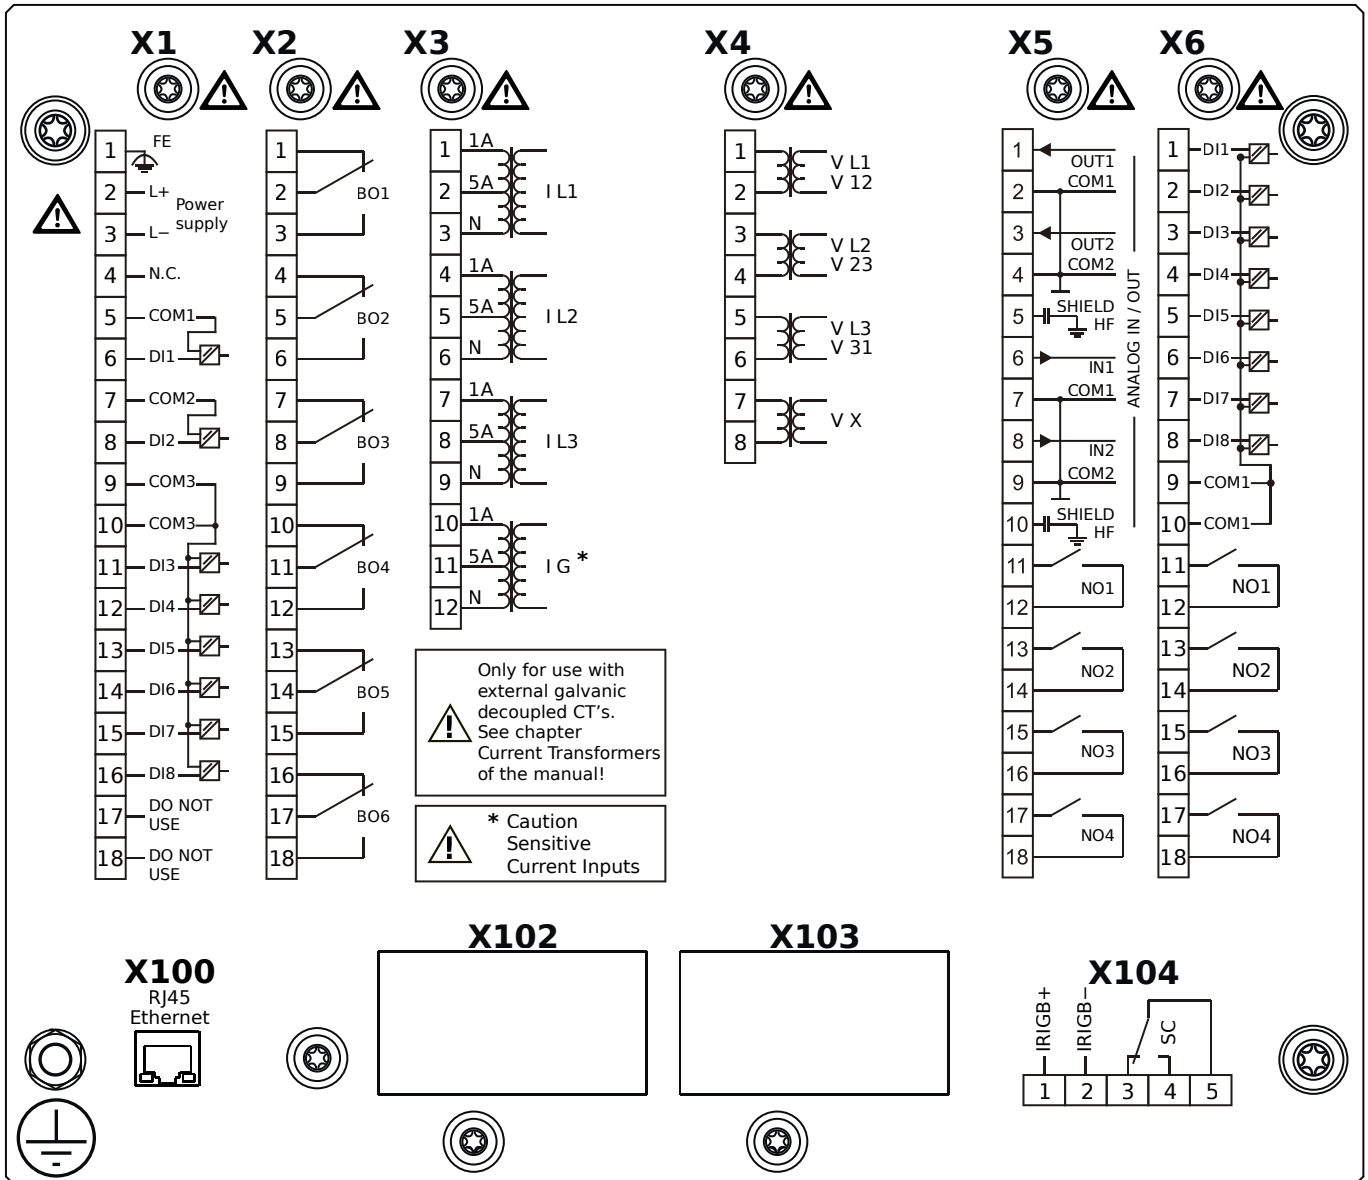 X1
X2
X3
X4
X5
X6
1 FE
2 L+
Power
supply
3 L−
4 N.C.
5 COM1
6 DI1
7 COM2
8 DI2
9 COM3
10 COM3
11 DI3
12 DI4
13 DI5
14 DI6
15 DI7
16 DI8
17 DO NOT
USE
18 DO NOT
USE
1
2 BO1
3
4
5 BO2
6
7
8 BO3
9
10
11 BO4
12
13
14 BO5
15
16
17 BO6
18
1 1A
2 5A I L1
3 N
4 1A
5 5A I L2
6 N
7 1A
8 5A I L3
9 N
10 1A
11 5A I G *
12 N
Only for use with
external galvanic
decoupled CT's.
See chapter
Current Transformers
of the manual!
* Caution
Sensitive
Current Inputs
1 V L1
2 V 12
3 V L2
4 V 23
5 V L3
6 V 31
7 V X
8
1 OUT1
2 COM1
3 OUT2
4 COM2
5 SHIELD
HF
6 IN1
7 COM1
8 IN2
9 COM2
10 SHIELD
HF
ANALOG IN / OUT
11
NO1
12
13
NO2
14
15
NO3
16
17
NO4
18
1 DI1
2 DI2
3 DI3
4 DI4
5 DI5
6 DI6
7 DI7
8 DI8
9 COM1
10 COM1
11
NO1
12
13
NO2
14
15
NO3
16
17
NO4
18
X100
RJ45
Ethernet
X102
X103
X104
IRIGB+
IRIGB−
SC
1 2 3 4 5